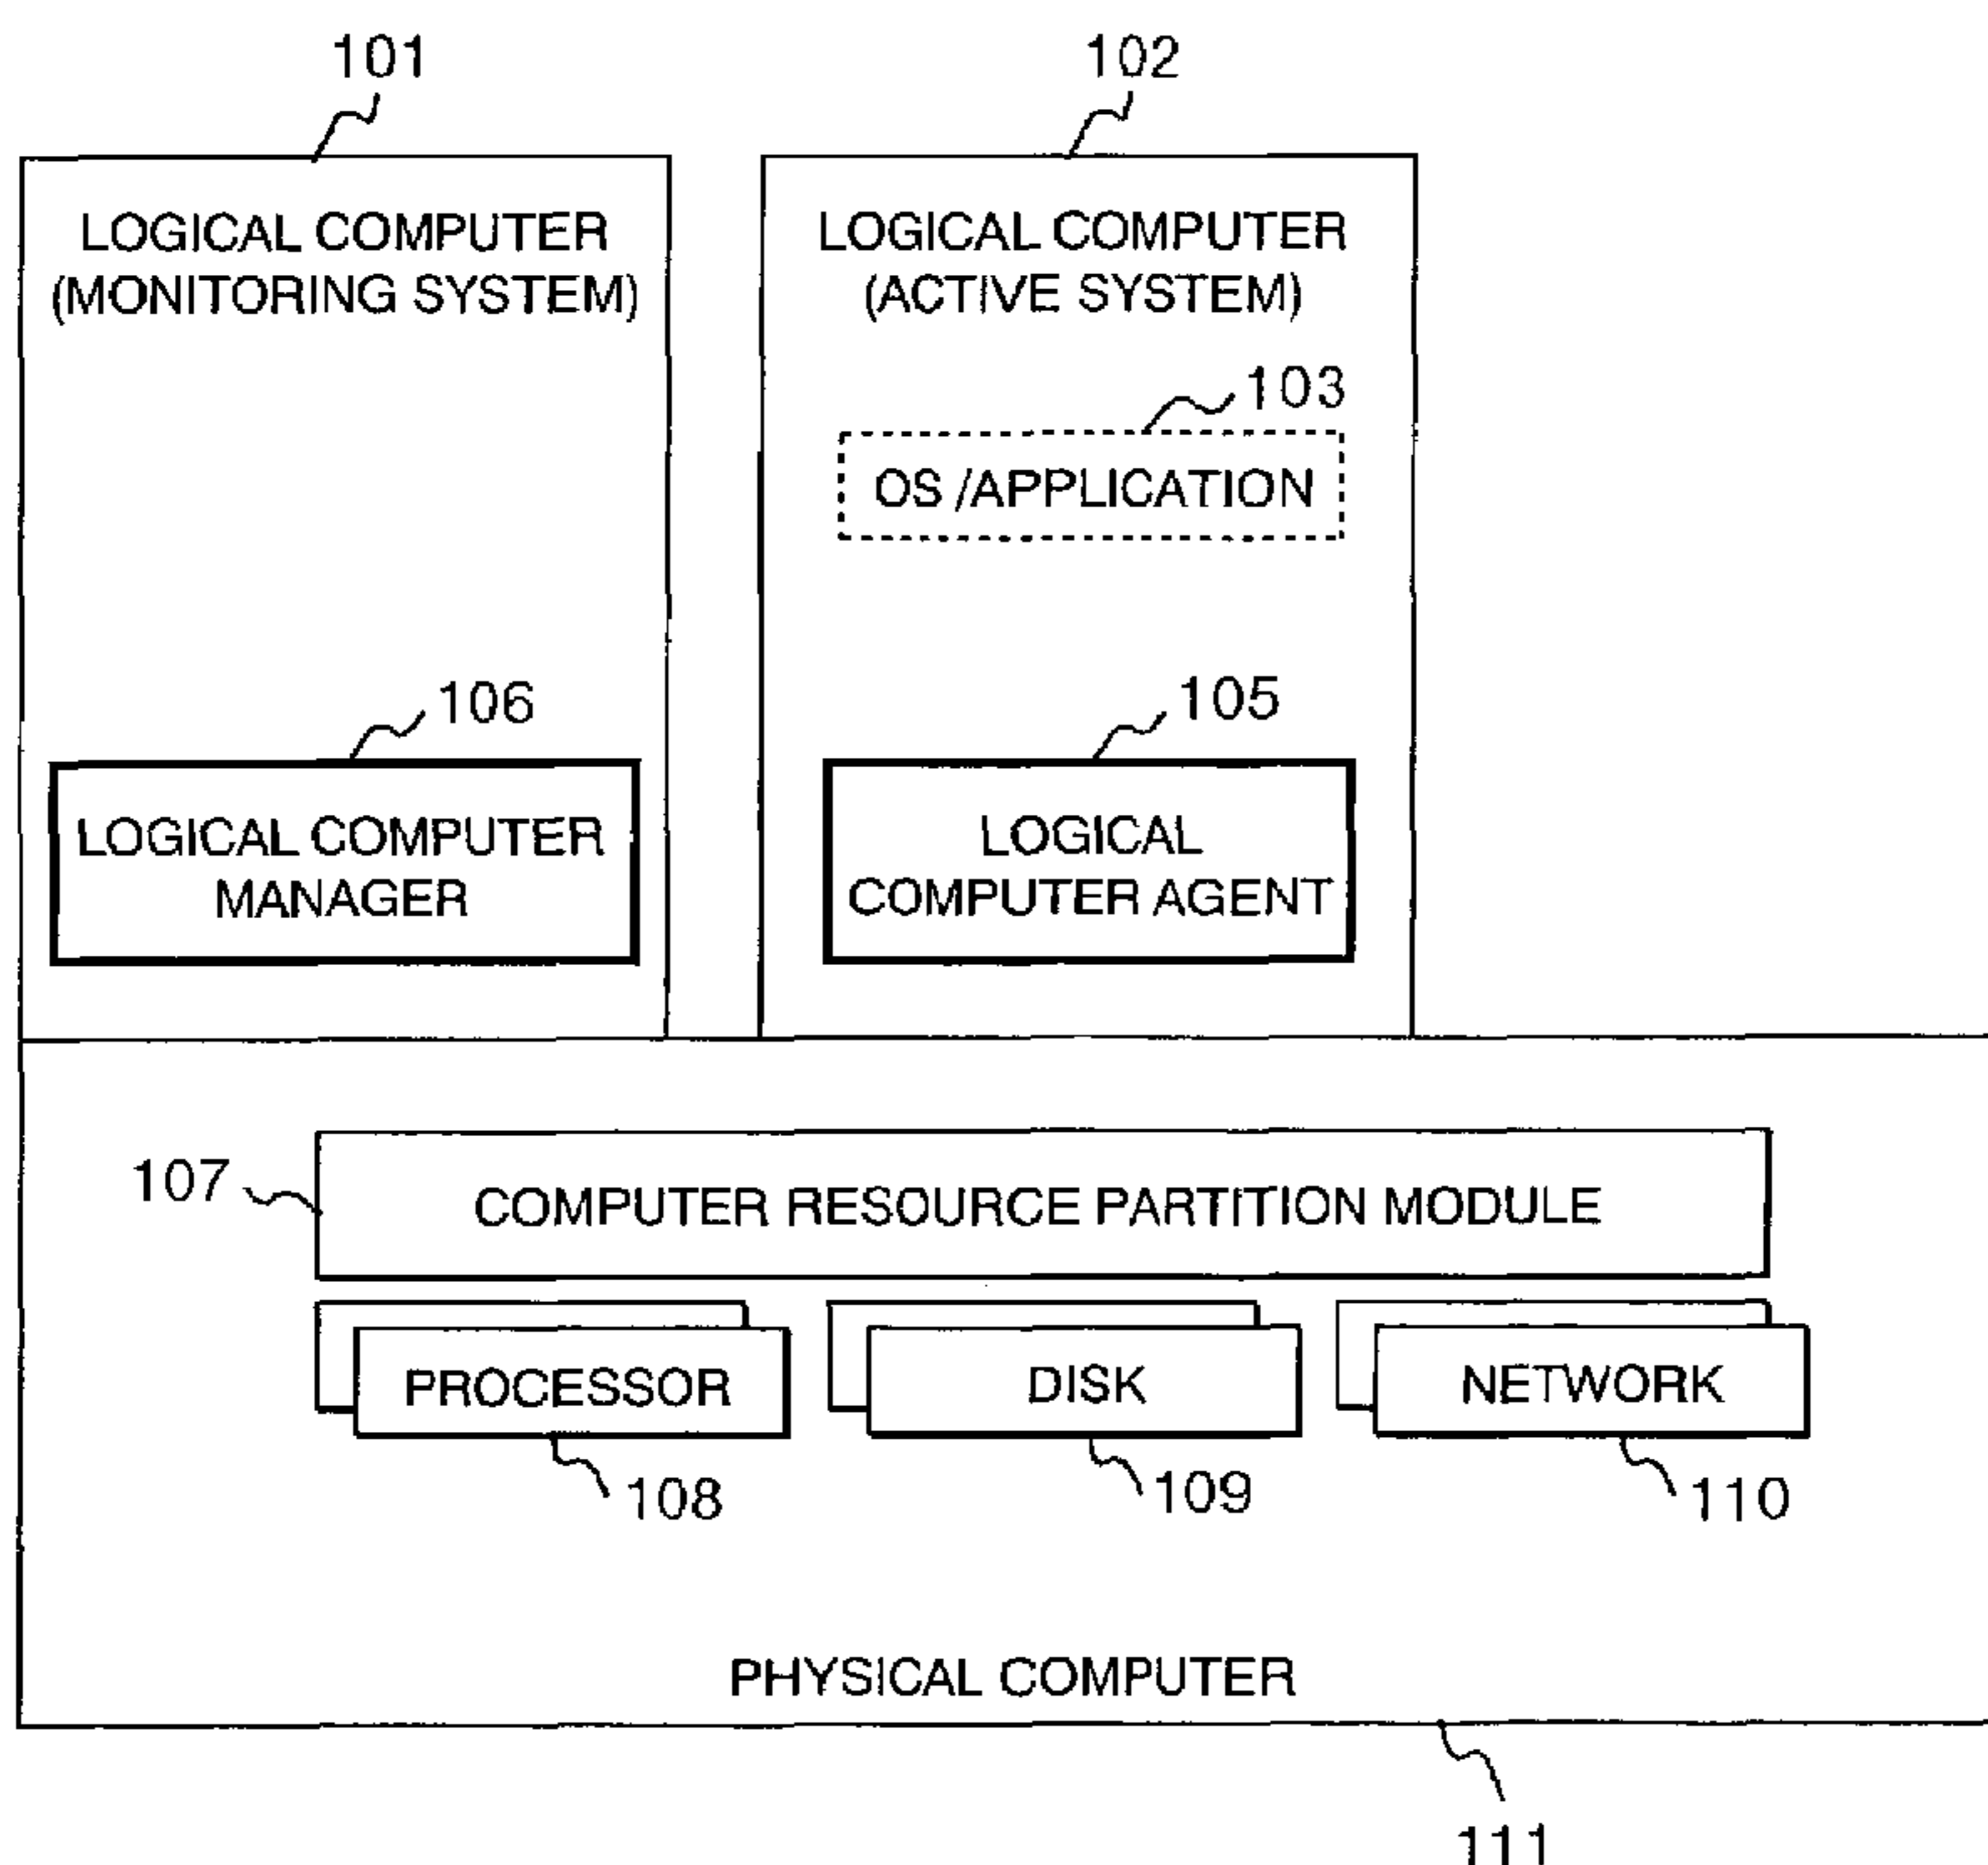 101
102
LOGICAL COMPUTER
(MONITORING SYSTEM)
LOGICAL COMPUTER
(ACTIVE SYSTEM)
103
OS /APPLICATION
106
105
LOGICAL COMPUTER
MANAGER
LOGICAL
COMPUTER AGENT
107
COMPUTER RESOURCE PARTITION MODULE
PROCESSOR
DISK
NETWORK
108
109
110
PHYSICAL COMPUTER
111